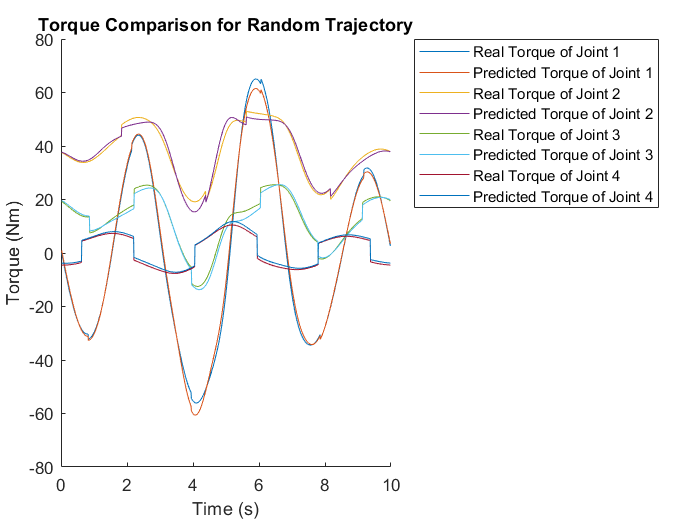 Torque Comparison for Random Trajectory
80
60
40
20
0
-20
-40
-60
-80
Torque (Nm)
0 2 4 6 8 10
Time (s)
Real Torque of Joint 1
Predicted Torque of Joint 1
Real Torque of Joint 2
Predicted Torque of Joint 2
Real Torque of Joint 3
Predicted Torque of Joint 3
Real Torque of Joint 4
Predicted Torque of Joint 4